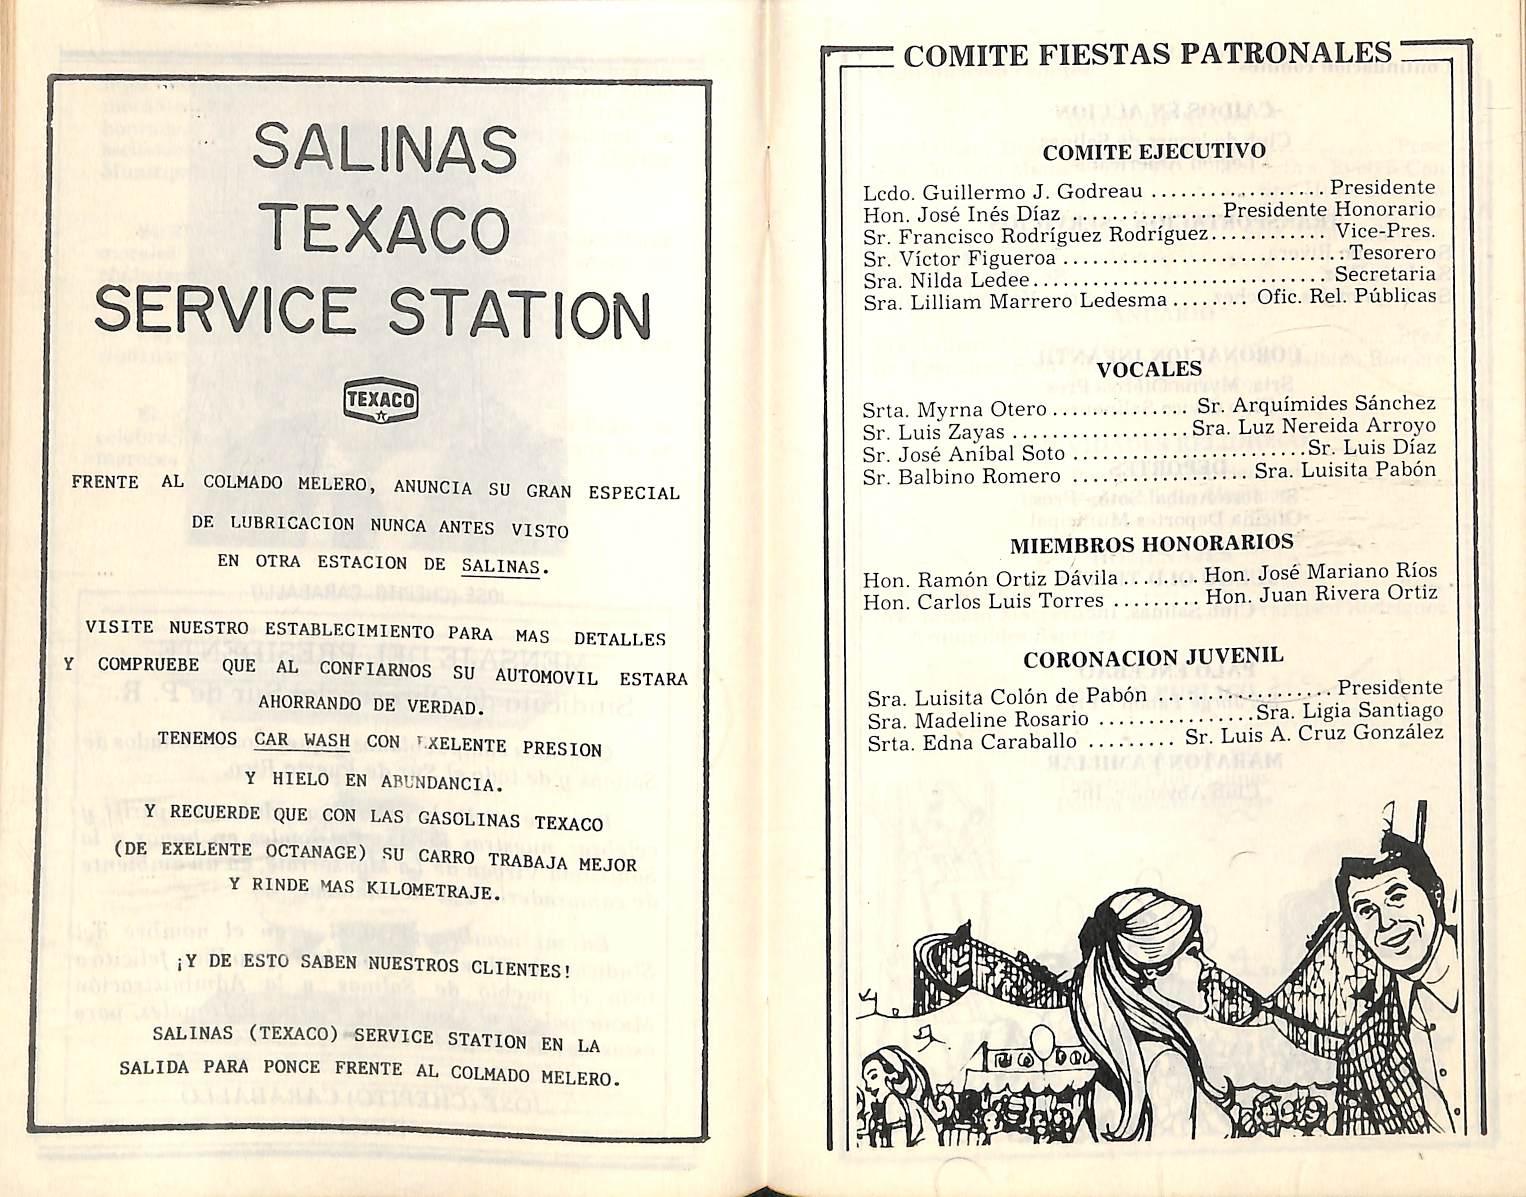 SALINAS
TEXACO
SERVICE STATION
TEXACO
FRENTE AL COLMADO MELERO, ANUNCIA SU GRAN ESPECIAL
DE LUBRICACION NUNCA ANTES VISTO
EN OTRA ESTACION DE SALINAS.
VISITE NUESTRO ESTABLECIMIENTO PARA MAS DETALLES
Y COMPRUEBE QUE AL CONFIARNOS SU AUTOMOVIL ESTARA
AHORRANDO DE VERDAD.
TENEMOS CAR WASH CON EXELENTE PRESION
Y HIELO EN ABUNDANCIA.
Y RECUERDE QUE CON LAS GASOLINAS TEXACO
(DE EXELENTE OCTANAGE) SU CARRO TRABAJA MEJOR
Y RINDE MAS KILOMETRAJE.
¡Y DE ESTO SABEN NUESTROS CLIENTES!
SALINAS (TEXACO) SERVICE STATION EN LA
SALIDA PARA PONCE FRENTE AL COLMADO MELERO.
COMITE FIESTAS PATRONALES
COMITE EJECUTIVO
Lcdo. Guillermo J. Godreau .................. Presidente
Hon. José Inés Díaz ............... Presidente Honorario
Sr. Francisco Rodríguez Rodríguez............ Vice-Pres.
Sr. Víctor Figueroa .............................Tesorero
Sra. Nilda Ledee.............................. Secretaria
Sra. Lilliam Marrero Ledesma ........ Ofic. Rel. Públicas
VOCALES
Srta. Myrna Otero .............. Sr. Arquímides Sánchez
Sr. Luis Zayas ..................Sra. Luz Nereida Arroyo
Sr. José Aníbal Soto ........................Sr. Luis Díaz
Sr. Balbino Romero .................. Sra. Luisita Pabón
MIEMBROS HONORARIOS
Hon. Ramón Ortiz Dávila........ Hon. José Mariano Ríos
Hon. Carlos Luis Torres ......... Hon. Juan Rivera Ortiz
CORONACION JUVENIL
Sra. Luisita Colón de Pabón .................. Presidente
Sra. Madeline Rosario ................Sra. Ligia Santiago
Srta. Edna Caraballo ......... Sr. Luis A. Cruz González